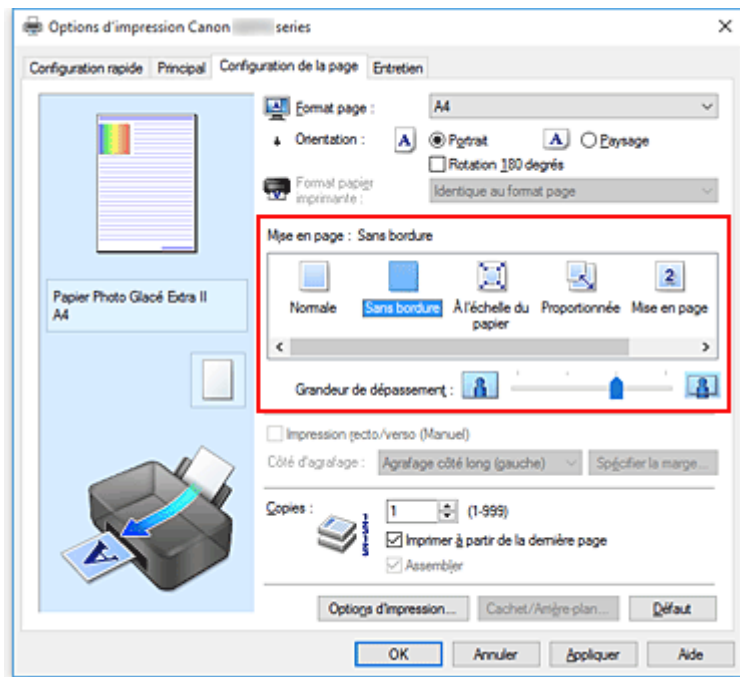 Options d'impression Canon series
Configuration rapide Principal Configuration de la page Entretien
Format page : A4
Orientation : A Portrait A Paysage
Rotation 180 degrés
Format papier imprimante : Identique au format page
Mise en page : Sans bordure
Normale Sans bordure À l'échelle du papier Proportionnée Mise en page
Papier Photo Glacé Extra II
A4
Grandeur de dépassement :
Impression recto/verso (Manuel)
Côté d'agrafage : Agrafage côté long (gauche) Spécifier la marge...
Copies : 1 (1-999)
Imprimer à partir de la dernière page
Assembler
Options d'impression... Cachet/Arrière-plan... Défaut
OK Annuler Appliquer Aide